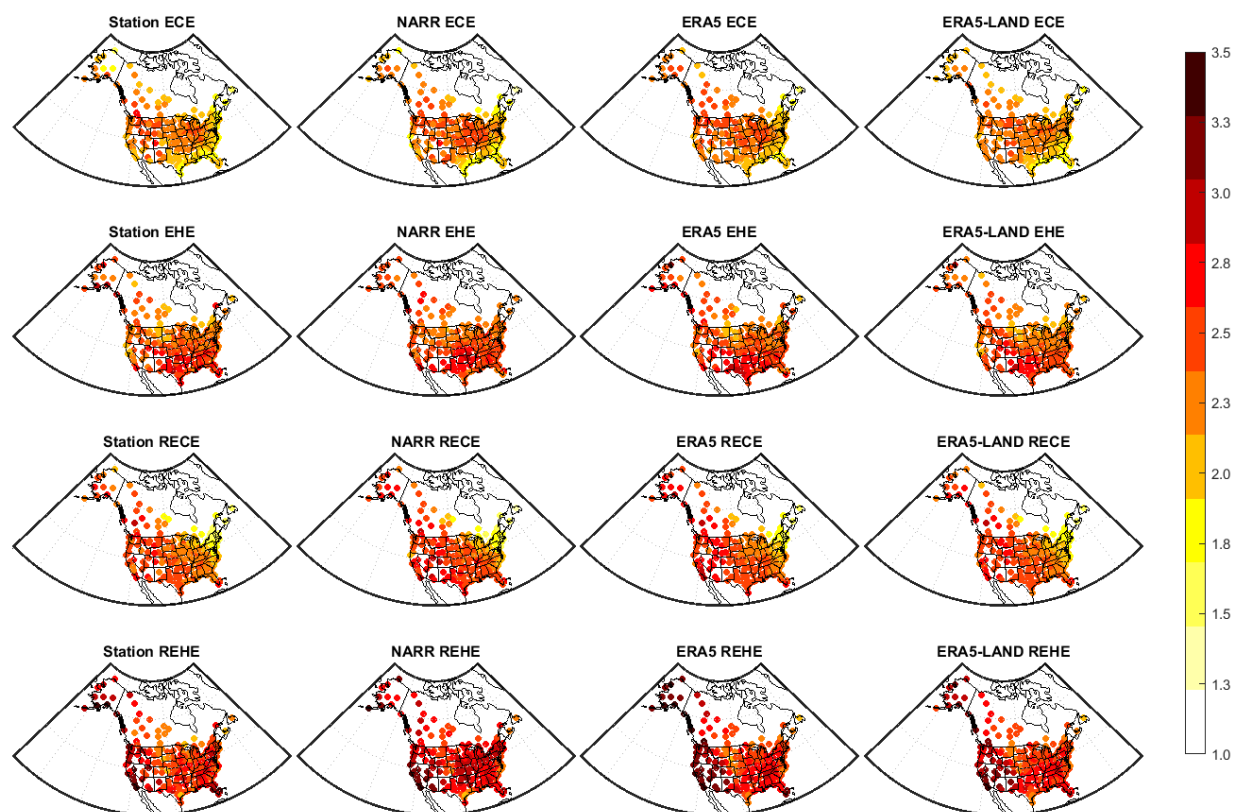 Station ECE
NARR ECE
ERA5 ECE
ERA5-LAND ECE
Station EHE
NARR EHE
ERA5 EHE
ERA5-LAND EHE
Station RECE
NARR RECE
ERA5 RECE
ERA5-LAND RECE
Station REHE
NARR REHE
ERA5 REHE
ERA5-LAND REHE
3.5
3.3
3.0
2.8
2.5
2.3
2.0
1.8
1.5
1.3
1.0